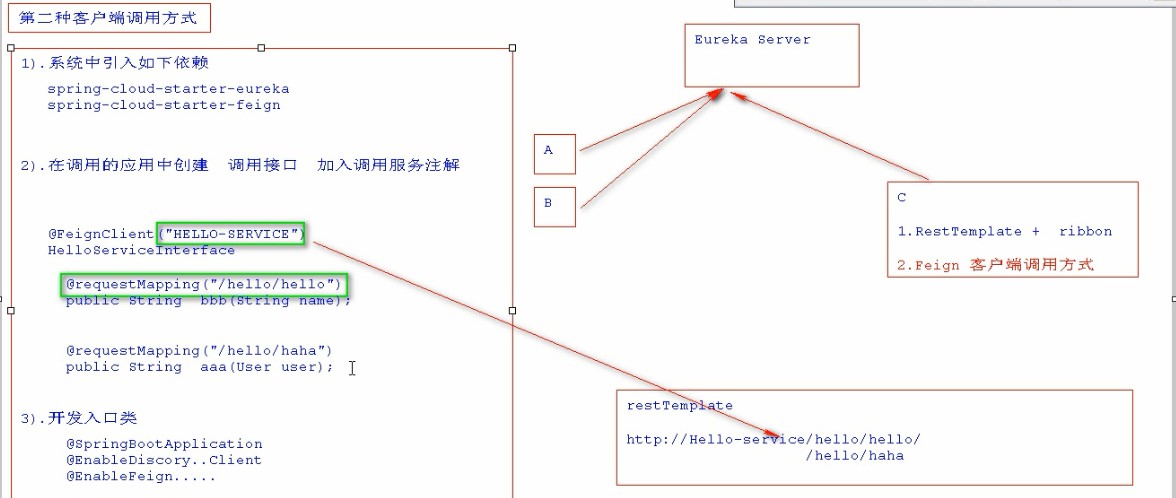 第二种客户端调用方式
1).系统中引入如下依赖
spring-cloud-starter-eureka
spring-cloud-starter-feign
2).在调用的应用中创建 调用接口 加入调用服务注解
@FeignClient("HELLO-SERVICE")
HelloServiceInterface
@requestMapping("/hello/hello")
public String bbb(String name);
@requestMapping("/hello/haha")
public String aaa(User user);
3).开发入口类
@SpringBootApplication
@EnableDiscory..Client
@EnableFeign.....
Eureka Server
A
B
C
1.RestTemplate + ribbon
2.Feign 客户端调用方式
restTemplate
http://Hello-service/hello/hello/
/hello/haha